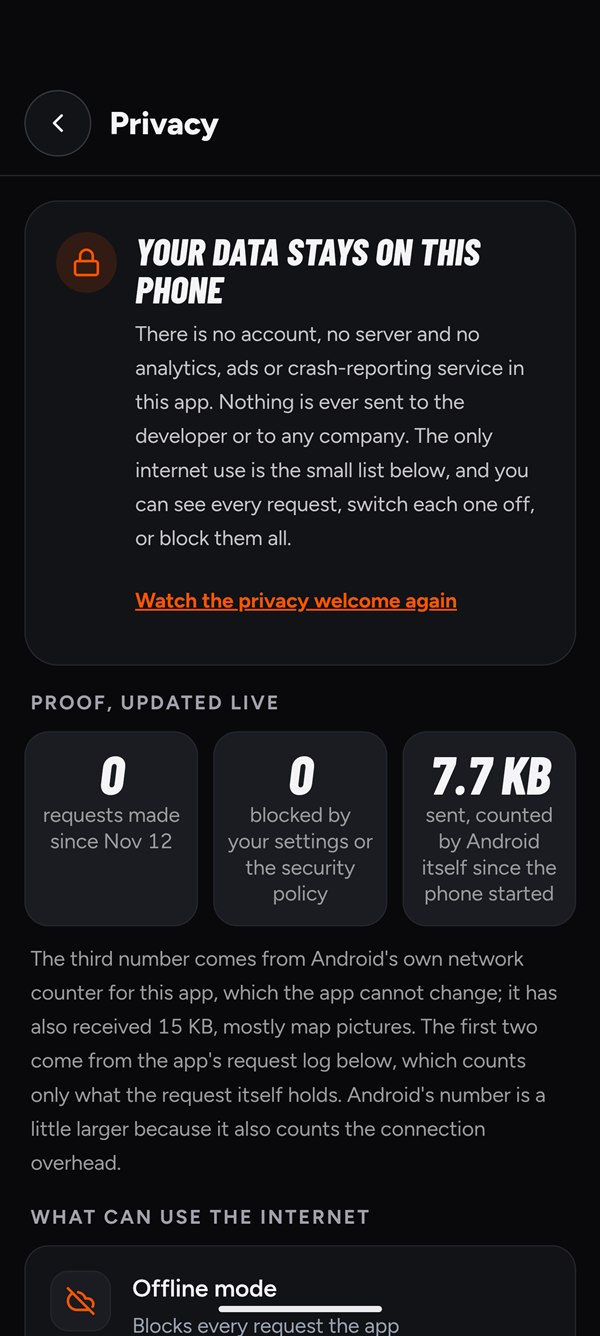 Privacy
YOUR DATA STAYS ON THIS
PHONE
There is no account, no server and no
analytics, ads or crash-reporting service in
this app. Nothing is ever sent to the
developer or to any company. The only
internet use is the small list below, and you
can see every request, switch each one off,
or block them all.
Watch the privacy welcome again
PROOF, UPDATED LIVE
0
requests made
since Nov 12
0
blocked by
your settings or
the security
policy
7.7 KB
sent, counted
by Android
itself since the
phone started
The third number comes from Android's own network
counter for this app, which the app cannot change; it has
also received 15 KB, mostly map pictures. The first two
come from the app's request log below, which counts
only what the request itself holds. Android's number is a
little larger because it also counts the connection
overhead.
WHAT CAN USE THE INTERNET
Offline mode
Blocks every request the app